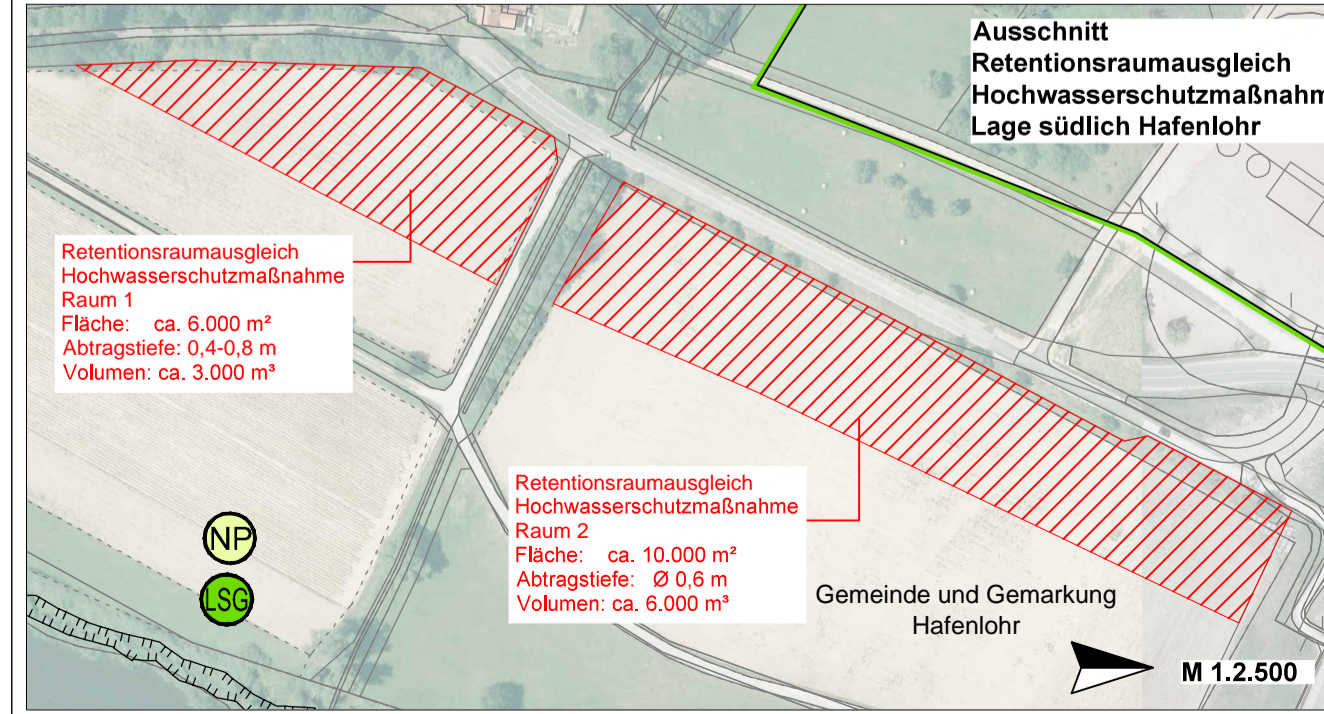 Ausschnitt
Retentionsraumausgleich
Hochwasserschutzmaßnahm
Lage südlich Hafenlohr
Retentionsraumausgleich
Hochwasserschutzmaßnahme
Raum 1
Fläche: ca. 6.000 m²
Abtragstiefe: 0,4-0,8 m
Volumen: ca. 3.000 m³
Retentionsraumausgleich
Hochwasserschutzmaßnahme
Raum 2
Fläche: ca. 10.000 m²
Abtragstiefe: Ø 0,6 m
Volumen: ca. 6.000 m³
NP
LSG
Gemeinde und Gemarkung
Hafenlohr
M 1.2.500